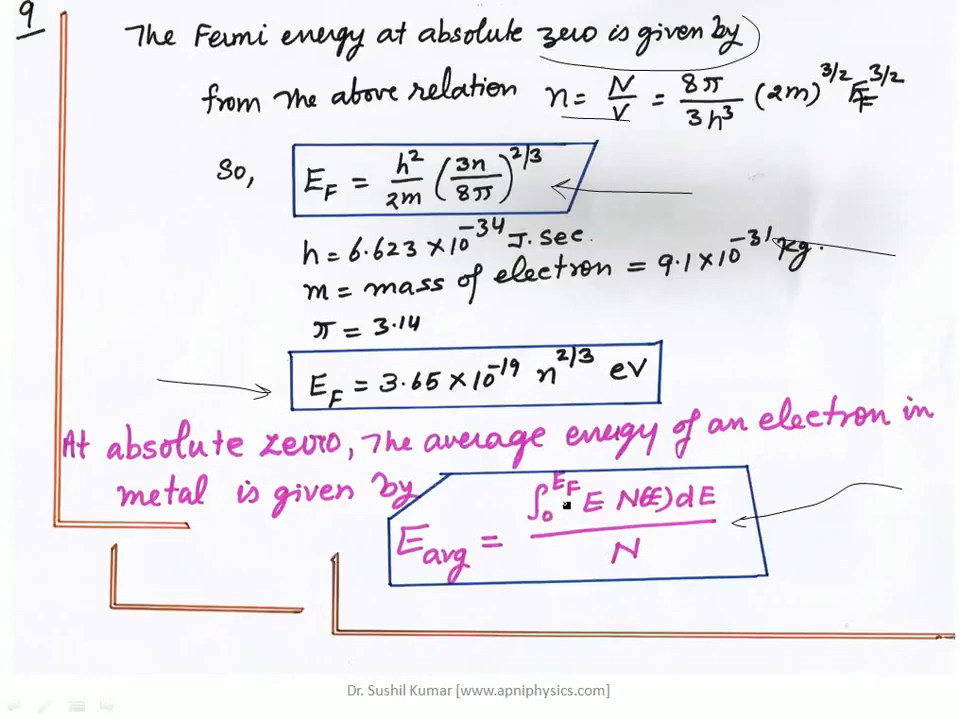 9
The Fermi energy at absolute zero is given by
from the above relation n = N/V = 8π/3h³ (2m)^3/2 E_F^3/2
So, E_F = h²/2m (3n/8π)^2/3
h = 6.623 × 10^-34 J. sec.
m = mass of electron = 9.1 × 10^-31 kg.
π = 3.14
E_F = 3.65 × 10^-19 n^2/3 eV
At absolute zero, The average energy of an electron in
metal is given by
E_avg = ∫_0^E_F E N(E) dE / N
Dr. Sushil Kumar [www.apniphysics.com]